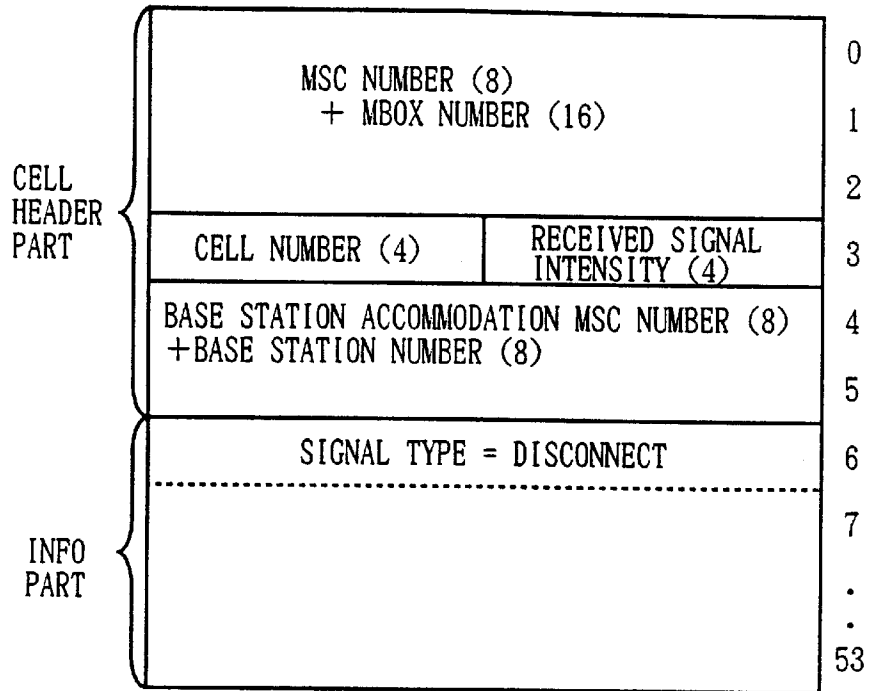 0
MSC NUMBER (8)
+ MBOX NUMBER (16)
1
2
CELL
HEADER
PART
CELL NUMBER (4)
RECEIVED SIGNAL
INTENSITY (4)
3
BASE STATION ACCOMMODATION MSC NUMBER (8)
+BASE STATION NUMBER (8)
4
5
SIGNAL TYPE = DISCONNECT
6
7
INFO
PART
.
.
53